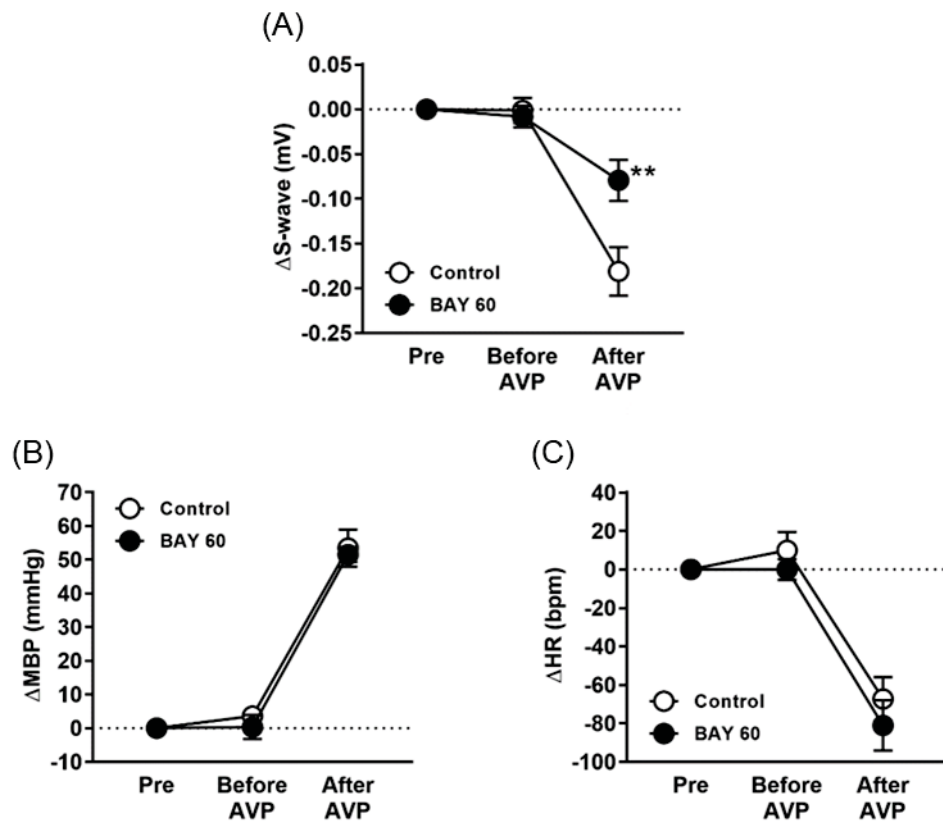 (A)
0.05
0.00
-0.05
-0.10
-0.15
-0.20
-0.25
ΔS-wave (mV)
**
Control
BAY 60
Pre
Before
AVP
After
AVP
(B)
70
60
50
40
30
20
10
0
-10
ΔMBP (mmHg)
Control
BAY 60
Pre
Before
AVP
After
AVP
(C)
40
20
0
-20
-40
-60
-80
-100
ΔHR (bpm)
Control
BAY 60
Pre
Before
AVP
After
AVP